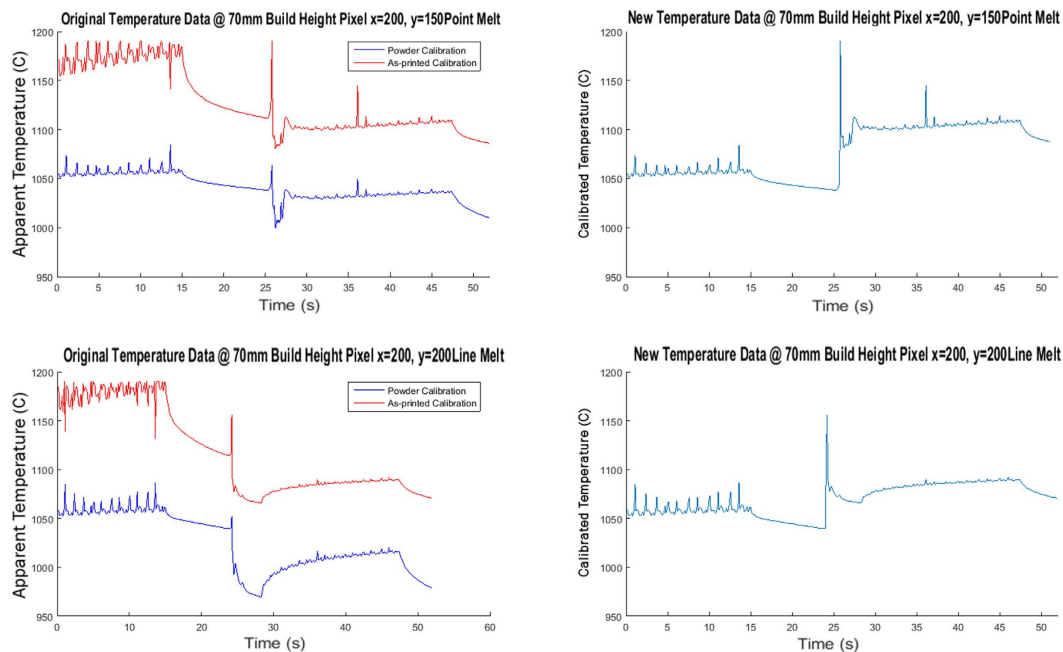 Original Temperature Data @ 70mm Build Height Pixel x=200, y=150Point Melt
Apparent Temperature (C)
1200
1150
1100
1050
1000
950
Powder Calibration
As-printed Calibration
0 5 10 15 20 25 30 35 40 45 50
Time (s)
New Temperature Data @ 70mm Build Height Pixel x=200, y=150Point Melt
Calibrated Temperature (C)
1200
1150
1100
1050
1000
950
0 5 10 15 20 25 30 35 40 45 50
Time (s)
Original Temperature Data @ 70mm Build Height Pixel x=200, y=200Line Melt
Apparent Temperature (C)
1200
1150
1100
1050
1000
950
Powder Calibration
As-printed Calibration
0 10 20 30 40 50 60
Time (s)
New Temperature Data @ 70mm Build Height Pixel x=200, y=200Line Melt
Calibrated Temperature (C)
1200
1150
1100
1050
1000
950
0 5 10 15 20 25 30 35 40 45 50
Time (s)